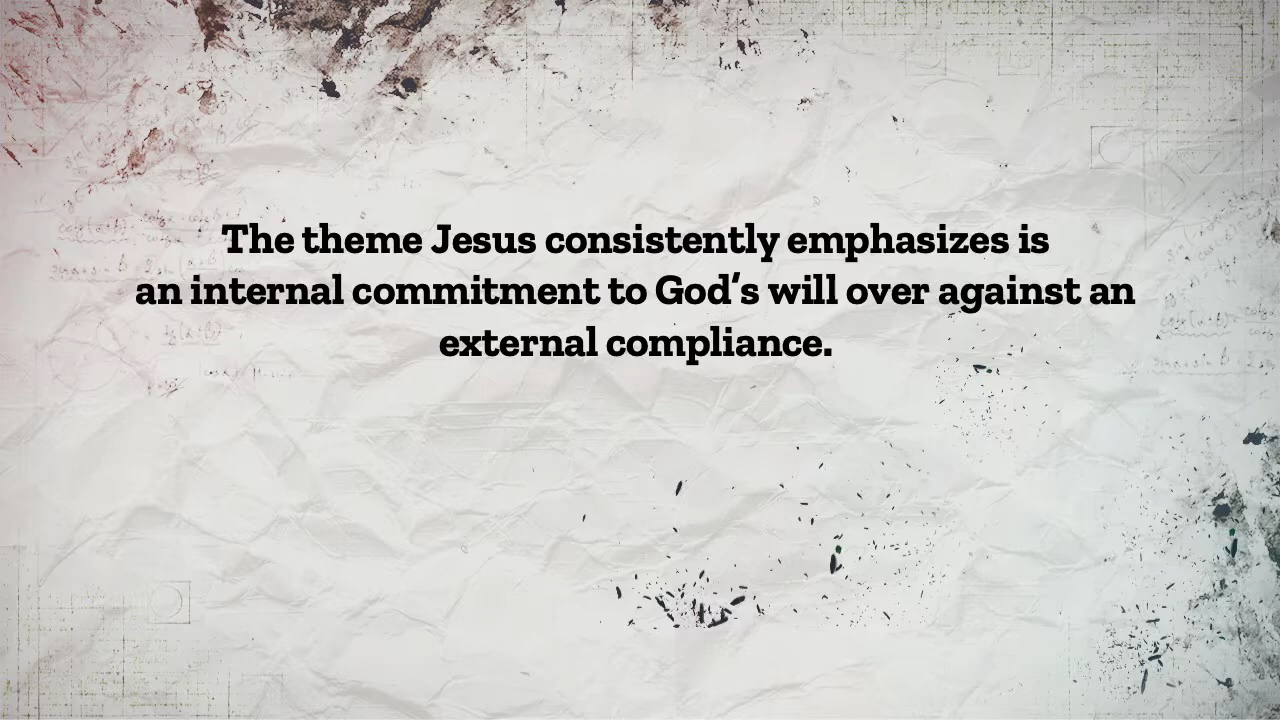 The theme Jesus consistently emphasizes is
an internal commitment to God’s will over against an
external compliance.